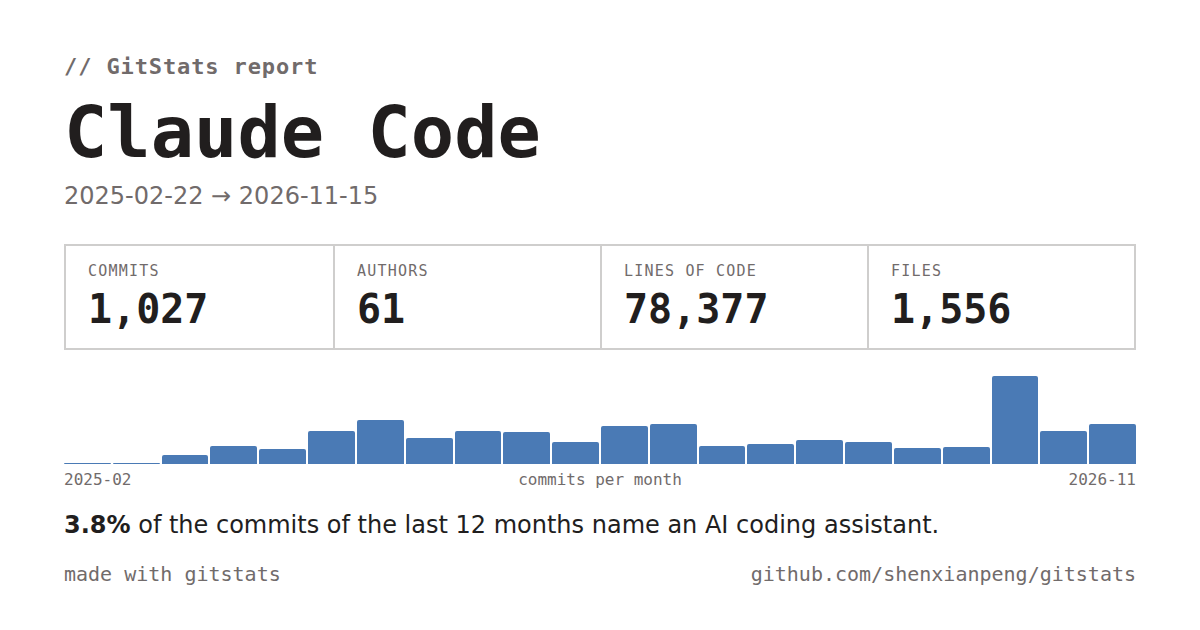 // GitStats report
Claude Code
2025-02-22 → 2026-11-15
COMMITS AUTHORS LINES OF CODE FILES
1,027 61 78,377 1,556
2025-02 commits per month 2026-11
3.8% of the commits of the last 12 months name an AI coding assistant.
made with gitstats github.com/shenxianpeng/gitstats